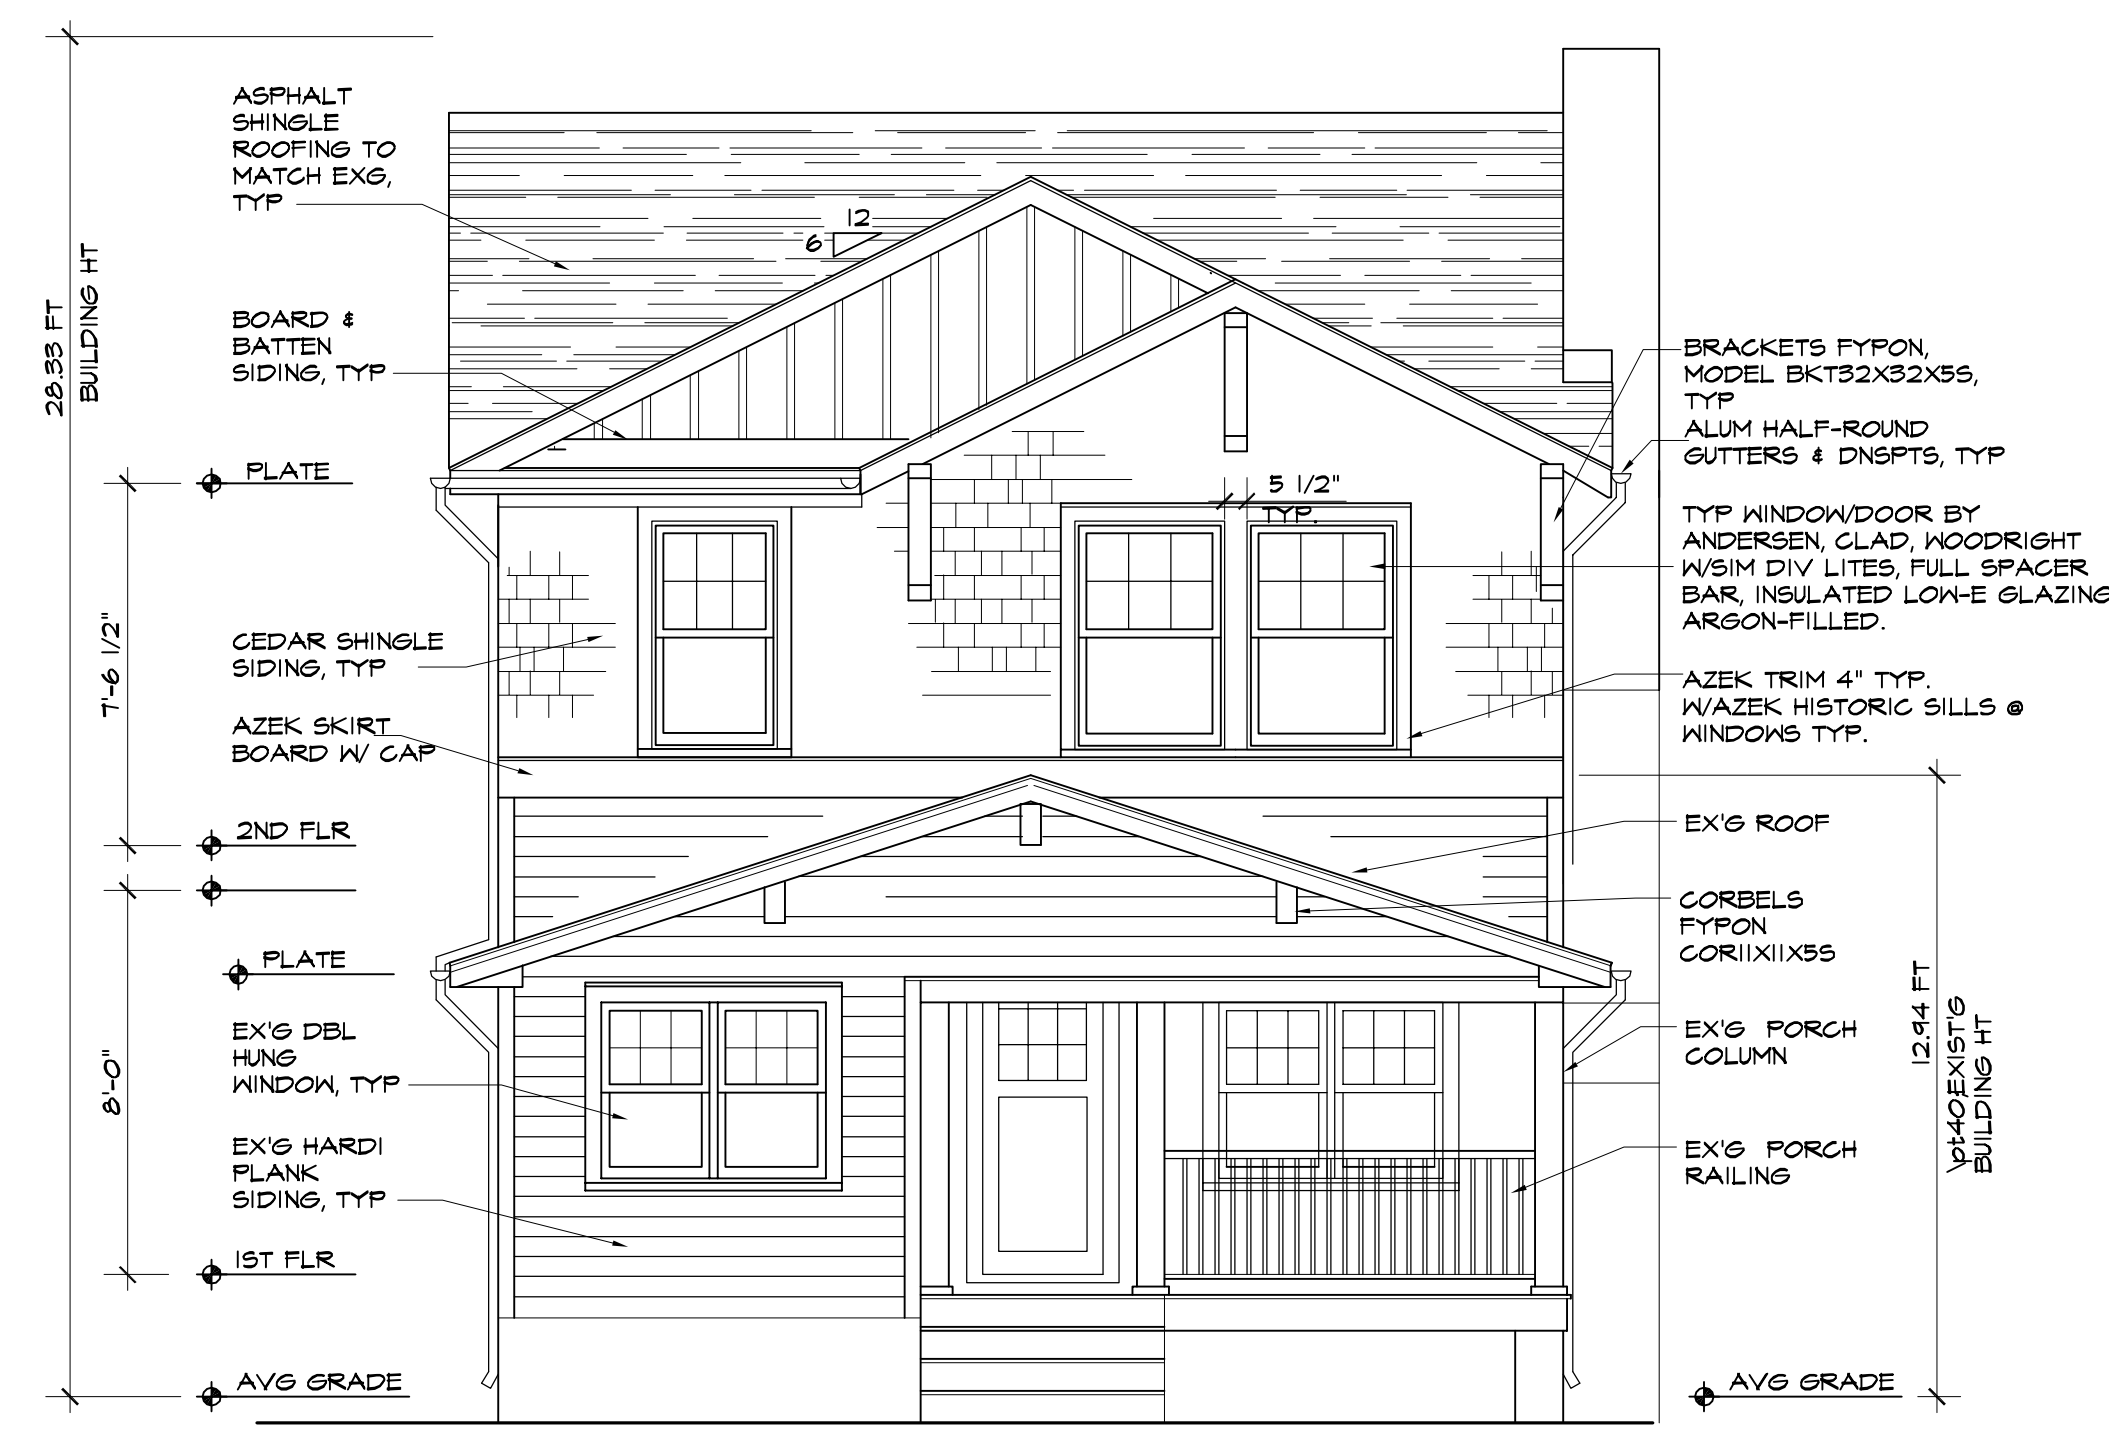 ASPHALT
SHINGLE
ROOFING TO
MATCH EXG,
TYP
12
6
28.33 FT
BUILDING HT
BOARD &
BATTEN
SIDING, TYP
PLATE
7'-6 1/2"
CEDAR SHINGLE
SIDING, TYP
AZEK SKIRT
BOARD W/ CAP
2ND FLR
PLATE
8'-0"
EX'G DBL
HUNG
WINDOW, TYP
EX'G HARDI
PLANK
SIDING, TYP
1ST FLR
AVG GRADE
5 1/2"
TYP.
BRACKETS FYPON,
MODEL BKT32X32X5S,
TYP
ALUM HALF-ROUND
GUTTERS & DNSPTS, TYP
TYP WINDOW/DOOR BY
ANDERSEN, CLAD, WOODRIGHT
W/SIM DIV LITES, FULL SPACER
BAR, INSULATED LOW-E GLAZING
ARGON-FILLED.
AZEK TRIM 4" TYP.
W/AZEK HISTORIC SILLS @
WINDOWS TYP.
EX'G ROOF
CORBELS
FYPON
COR11X11X5S
EX'G PORCH
COLUMN
12.94 FT
\pt40EXIST'G
BUILDING HT
EX'G PORCH
RAILING
AVG GRADE